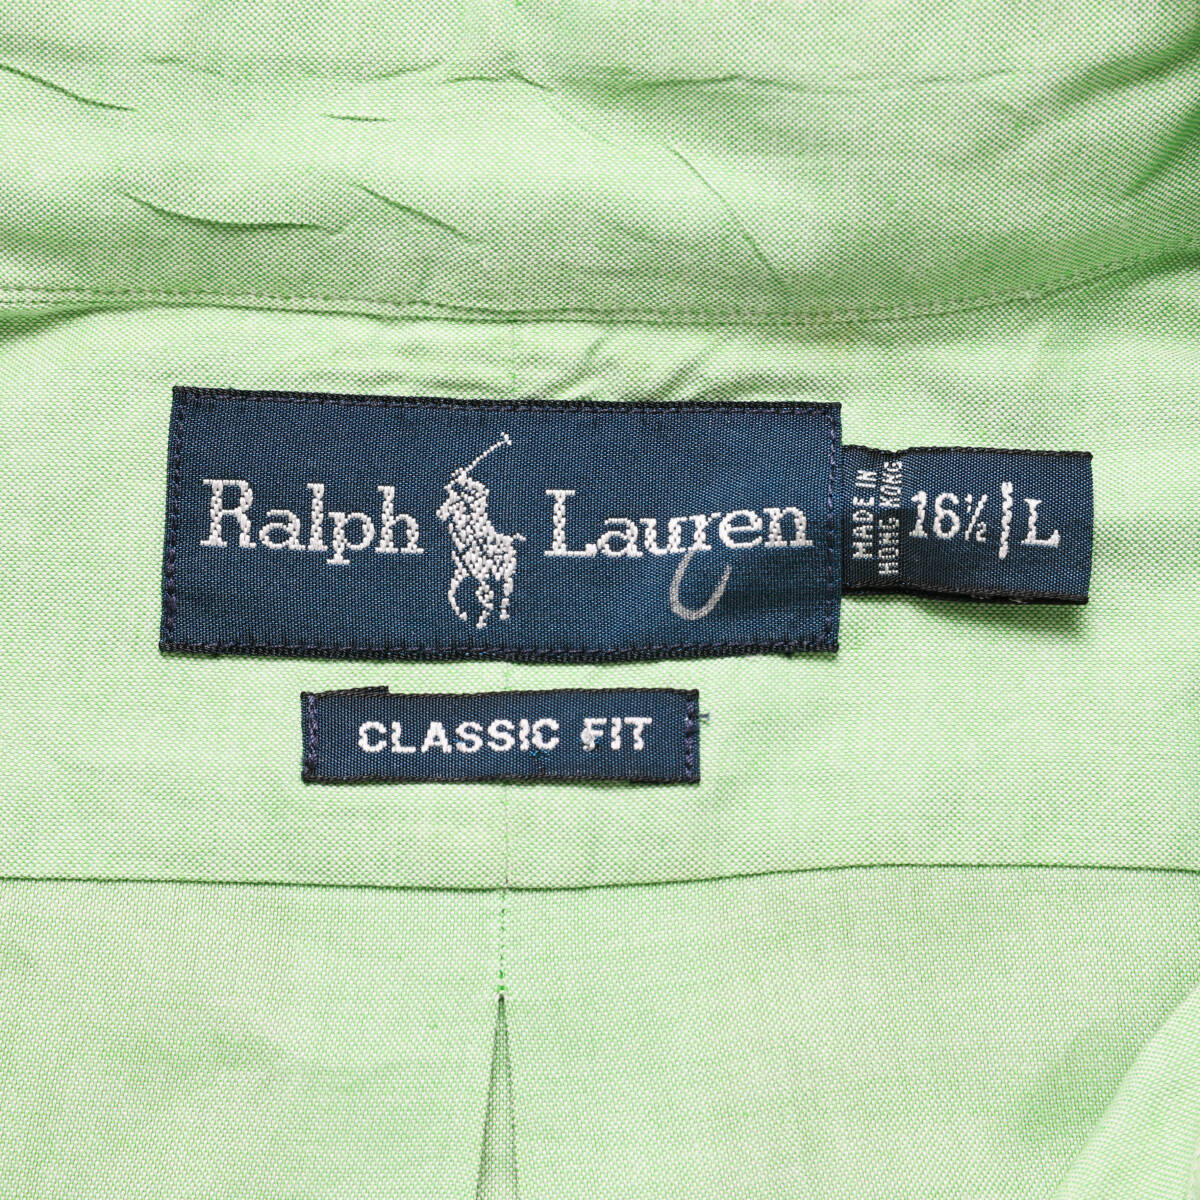 Ralph Lauren
MADE IN
HONG KONG
16½ | L
CLASSIC FIT